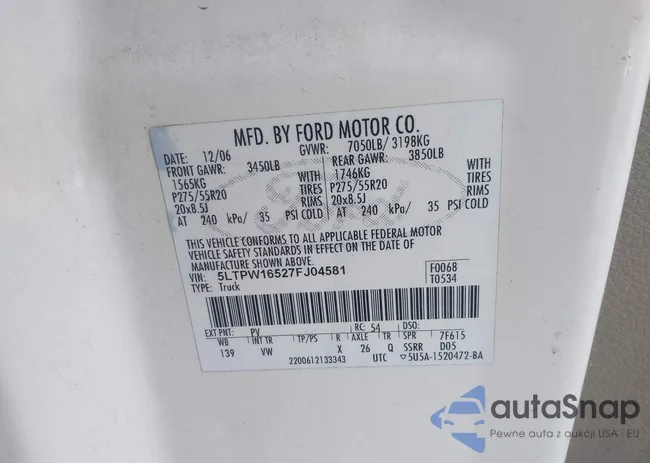 MFD. BY FORD MOTOR CO.
DATE: 12/06 GVWR: 7050LB/ 3198KG
FRONT GAWR: 3450LB REAR GAWR: 3850LB
1565KG WITH 1746KG WITH
P275/55R20 TIRES P275/55R20 TIRES
20x8.5J RIMS 20x8.5J RIMS
AT 240 kPa/ 35 PSI COLD AT 240 kPa/ 35 PSI COLD
THIS VEHICLE CONFORMS TO ALL APPLICABLE FEDERAL MOTOR
VEHICLE SAFETY STANDARDS IN EFFECT ON THE DATE OF
MANUFACTURE SHOWN ABOVE.
VIN: 5LTPW16527FJ04581 F0068
TYPE: Truck T0534
EXT PNT: PV RC: 54 DSO:
WB INT TR TP/PS R AXLE TR SPR 7F615
139 VW X 26 Q SSRR D05
2200612133343 UTC 5U5A-1520472-BA
autaSnap
Pewne auta z aukcji USA i EU